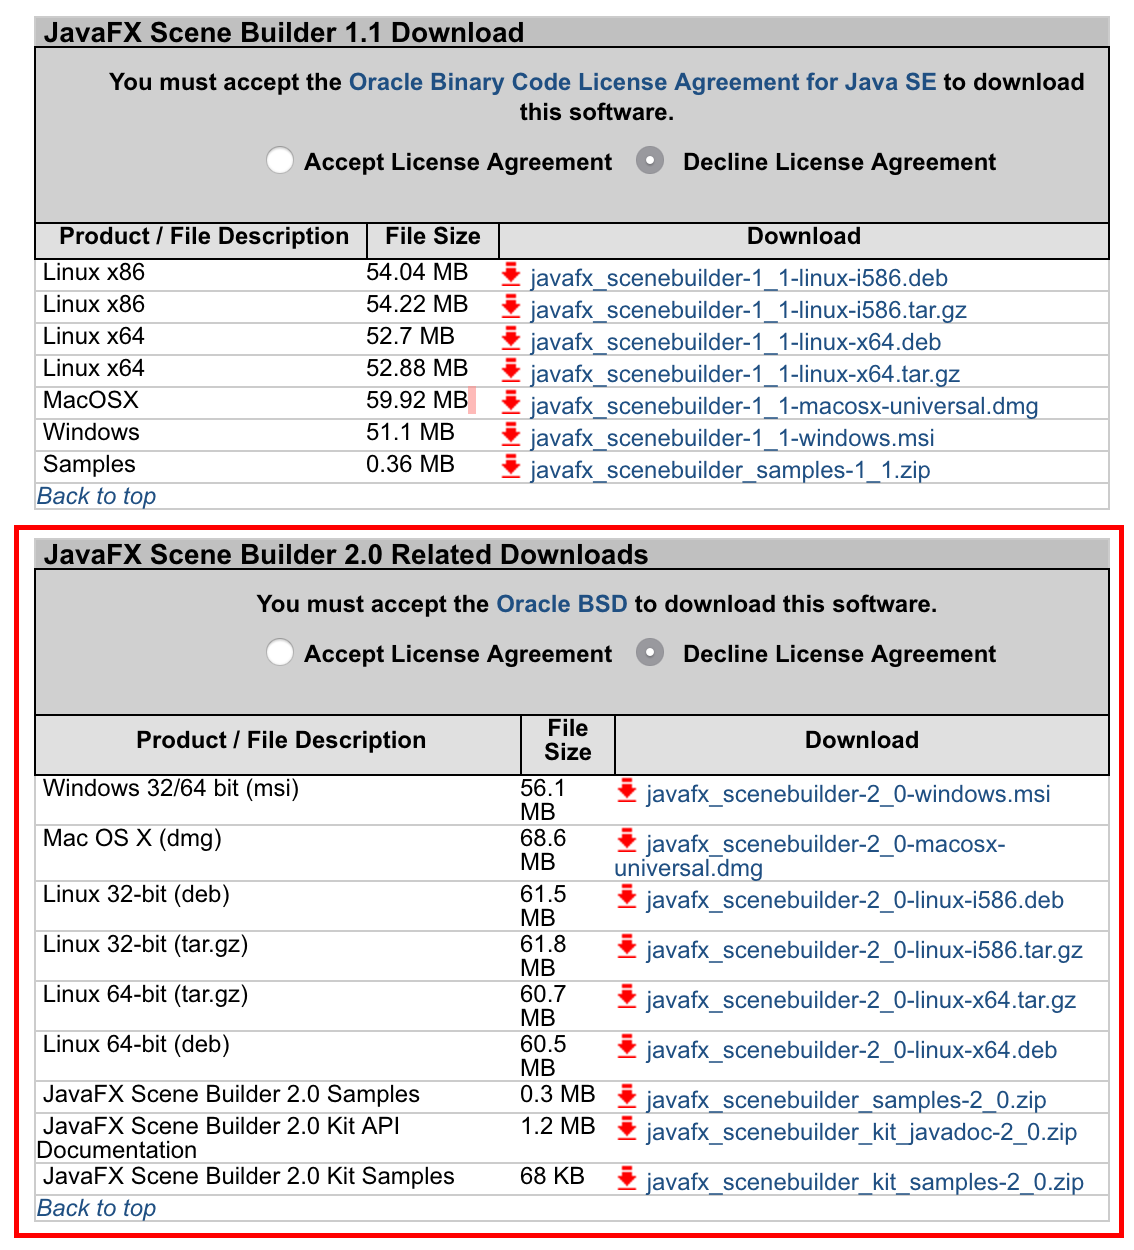 JavaFX Scene Builder 1.1 Download
You must accept the Oracle Binary Code License Agreement for Java SE to download
this software.
Accept License Agreement Decline License Agreement
Product / File Description File Size Download
Linux x86 54.04 MB javafx_scenebuilder-1_1-linux-i586.deb
Linux x86 54.22 MB javafx_scenebuilder-1_1-linux-i586.tar.gz
Linux x64 52.7 MB javafx_scenebuilder-1_1-linux-x64.deb
Linux x64 52.88 MB javafx_scenebuilder-1_1-linux-x64.tar.gz
MacOSX 59.92 MB javafx_scenebuilder-1_1-macosx-universal.dmg
Windows 51.1 MB javafx_scenebuilder-1_1-windows.msi
Samples 0.36 MB javafx_scenebuilder_samples-1_1.zip
Back to top
JavaFX Scene Builder 2.0 Related Downloads
You must accept the Oracle BSD to download this software.
Accept License Agreement Decline License Agreement
Product / File Description File Size Download
Windows 32/64 bit (msi) 56.1 MB javafx_scenebuilder-2_0-windows.msi
Mac OS X (dmg) 68.6 MB javafx_scenebuilder-2_0-macosx-
universal.dmg
Linux 32-bit (deb) 61.5 MB javafx_scenebuilder-2_0-linux-i586.deb
Linux 32-bit (tar.gz) 61.8 MB javafx_scenebuilder-2_0-linux-i586.tar.gz
Linux 64-bit (tar.gz) 60.7 MB javafx_scenebuilder-2_0-linux-x64.tar.gz
Linux 64-bit (deb) 60.5 MB javafx_scenebuilder-2_0-linux-x64.deb
JavaFX Scene Builder 2.0 Samples 0.3 MB javafx_scenebuilder_samples-2_0.zip
JavaFX Scene Builder 2.0 Kit API 1.2 MB javafx_scenebuilder_kit_javadoc-2_0.zip
Documentation
JavaFX Scene Builder 2.0 Kit Samples 68 KB javafx_scenebuilder_kit_samples-2_0.zip
Back to top